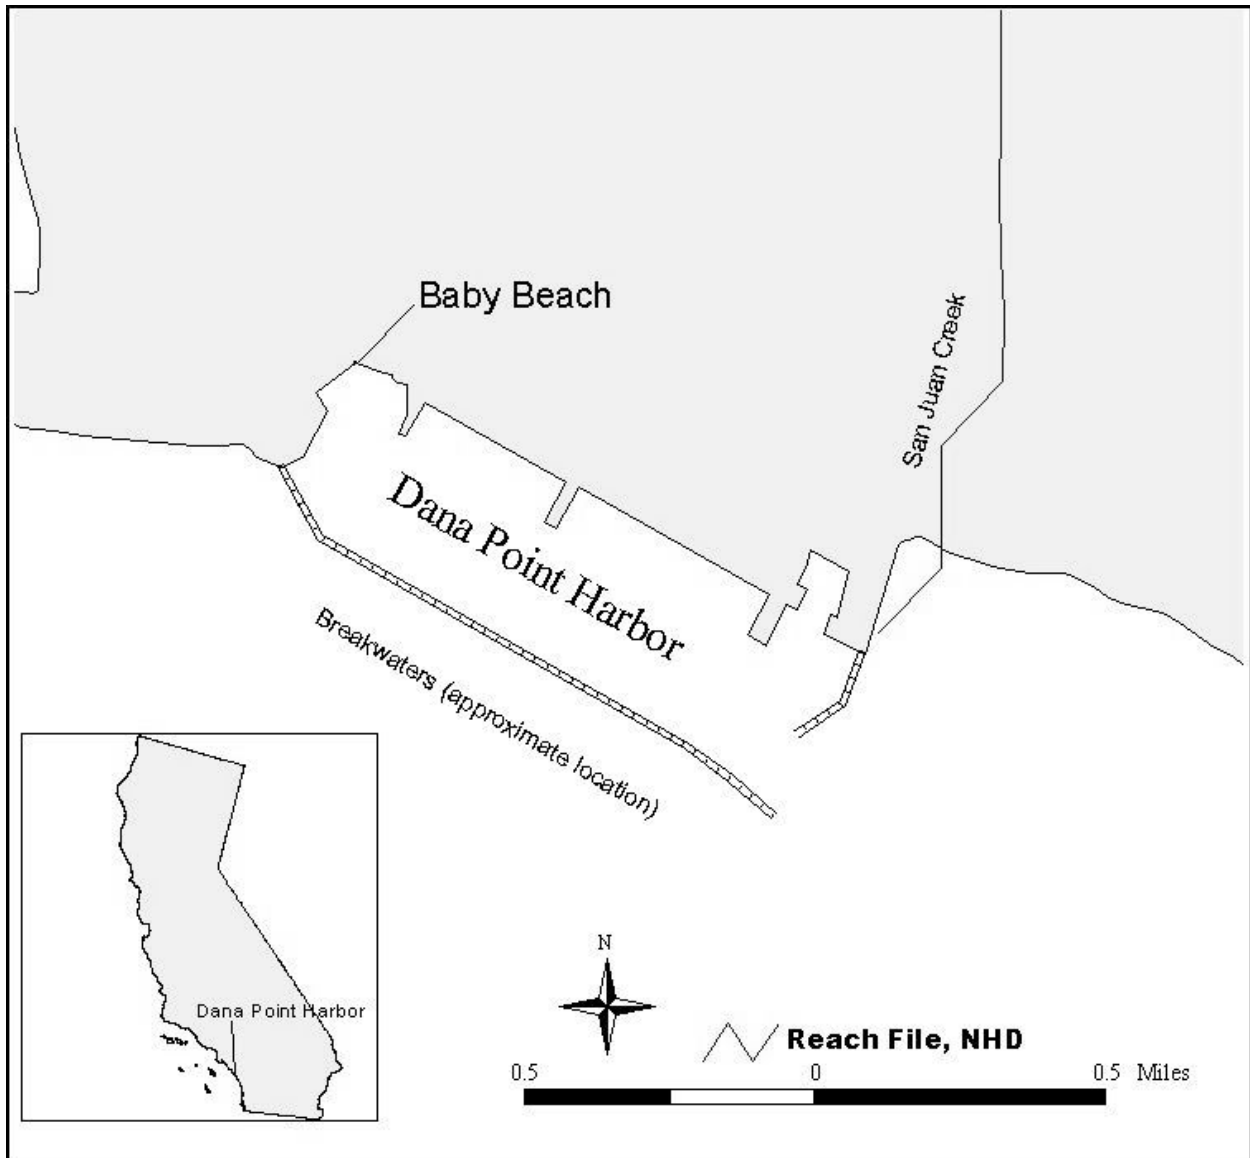 Baby Beach
San Juan Creek
Dana Point Harbor
Breakwaters (approximate location)
Dana Point Harbor
N
Reach File, NHD
0.5 0 0.5 Miles